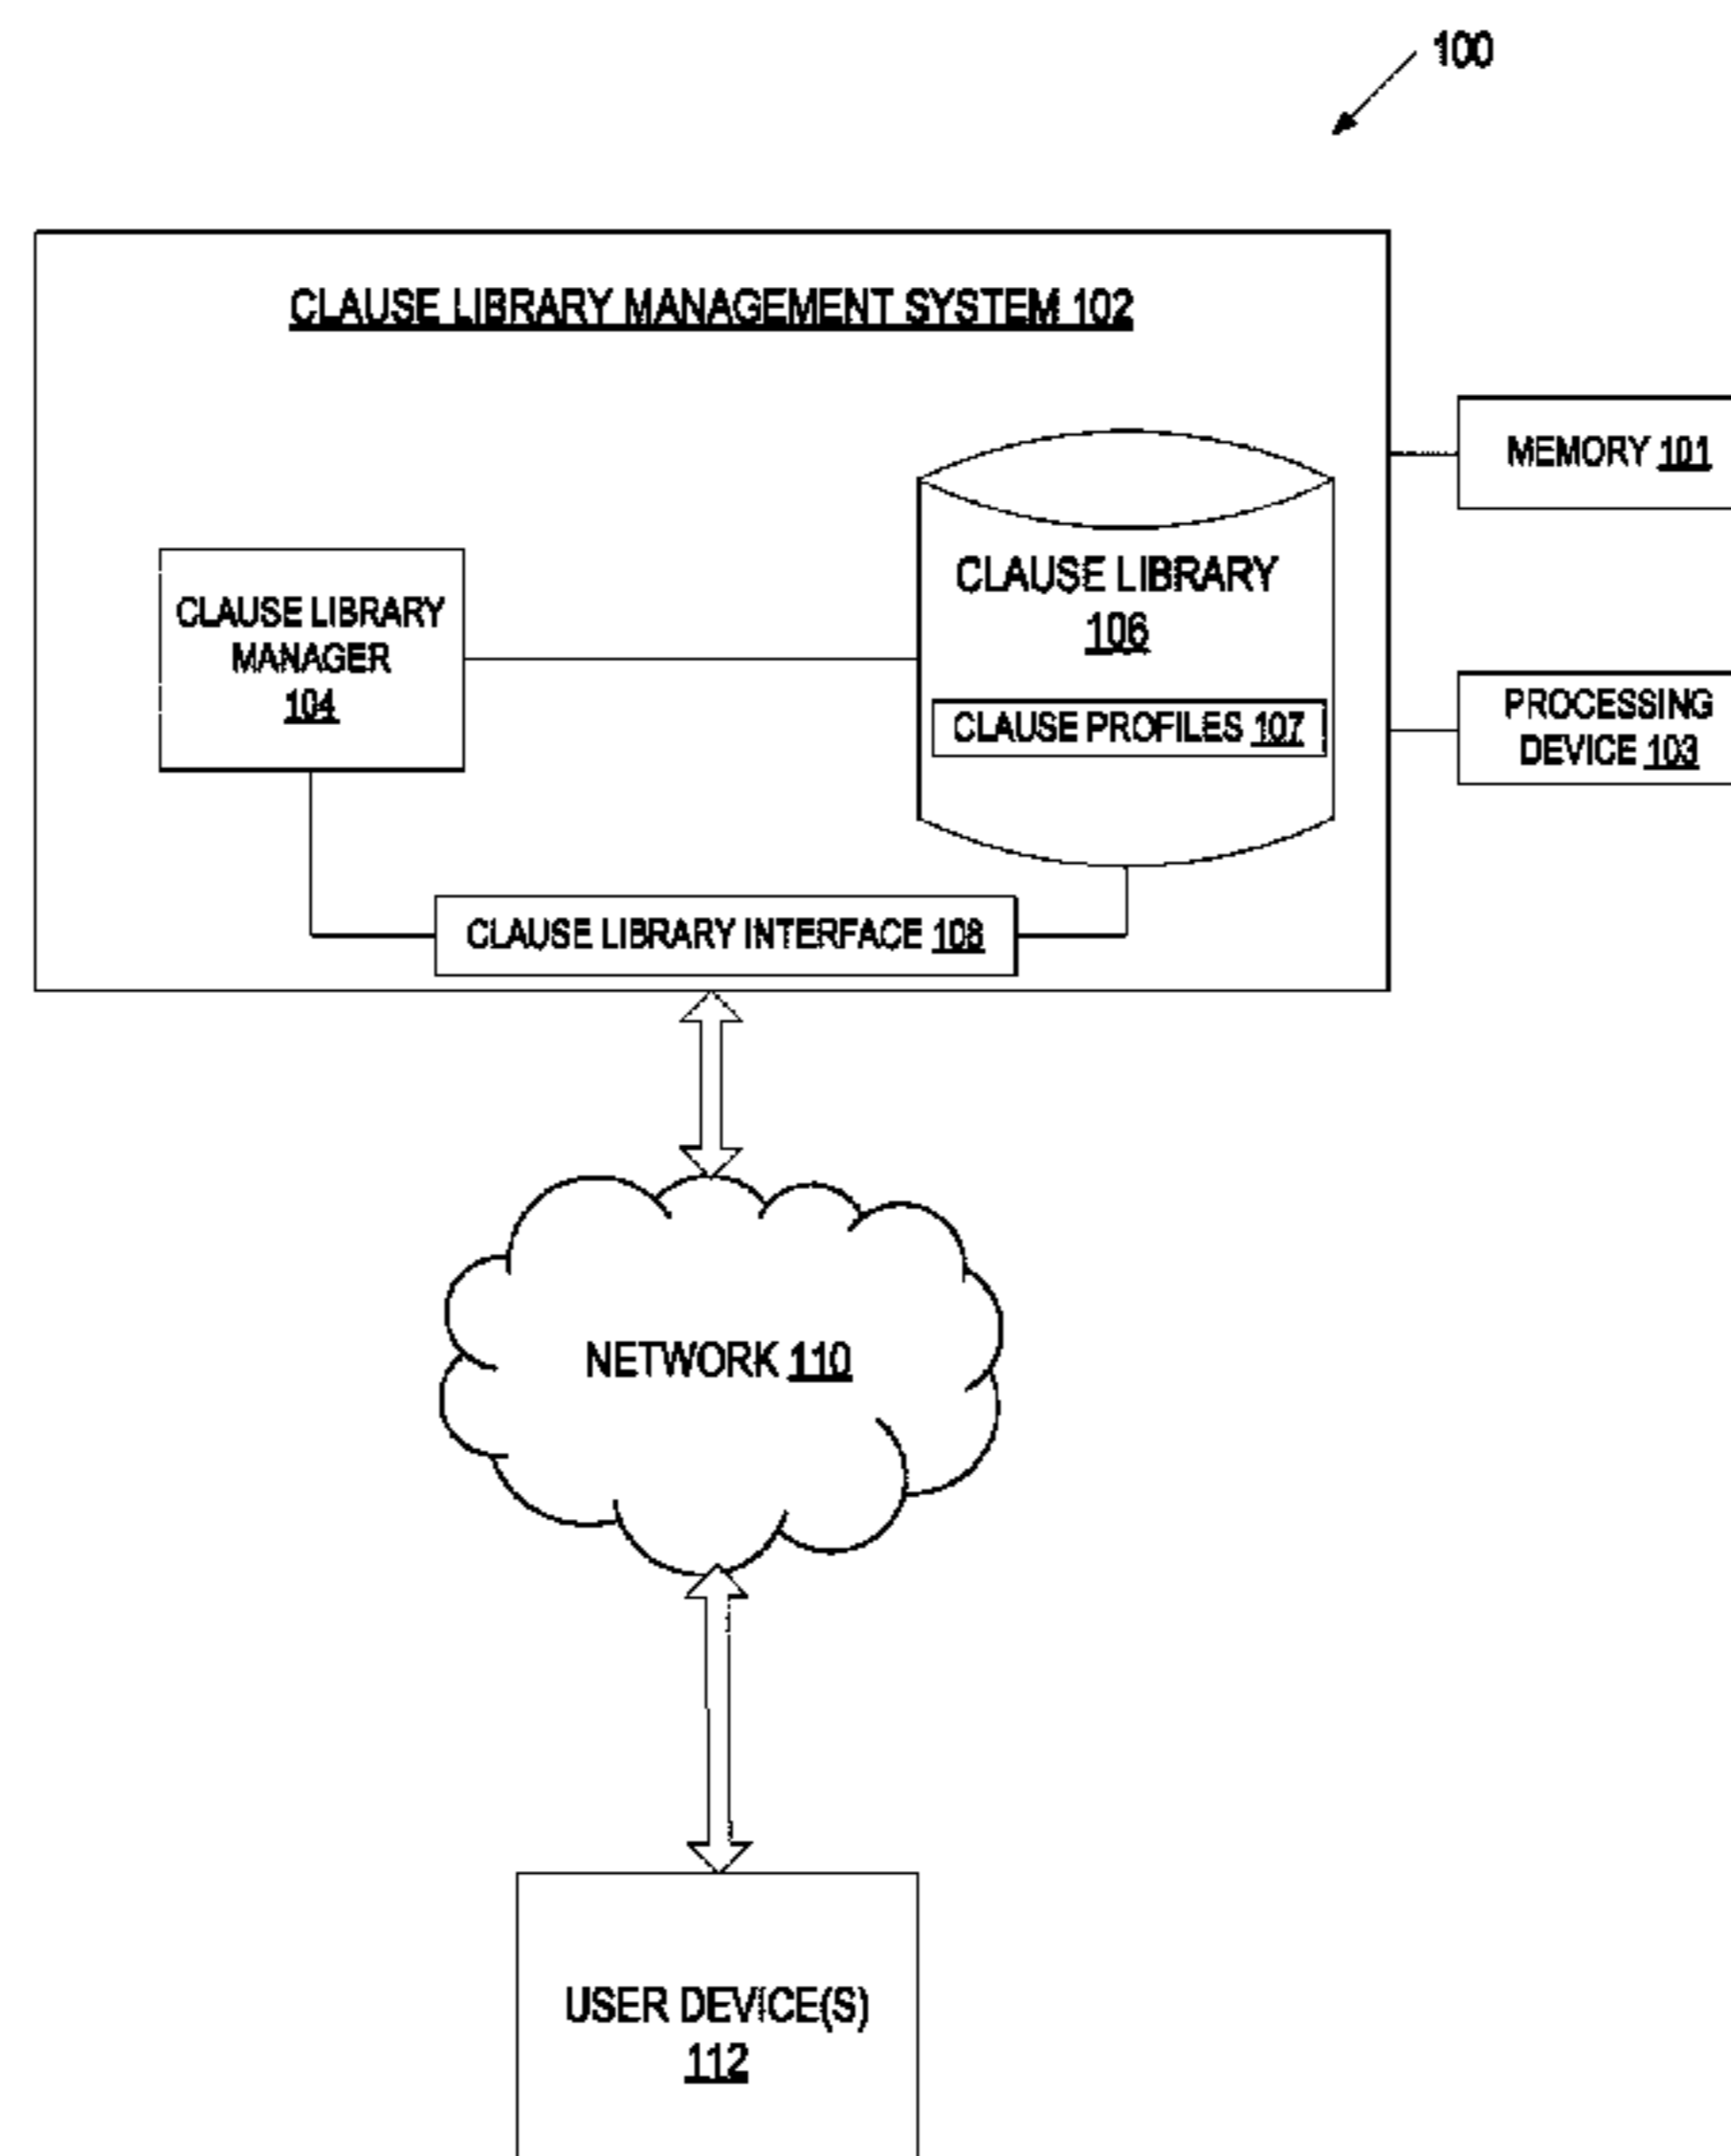 100
CLAUSE LIBRARY MANAGEMENT SYSTEM 102
MEMORY 101
CLAUSE LIBRARY
106
CLAUSE LIBRARY
MANAGER
104
CLAUSE PROFILES 107
PROCESSING
DEVICE 103
CLAUSE LIBRARY INTERFACE 108
NETWORK 110
USER DEVICE(S)
112